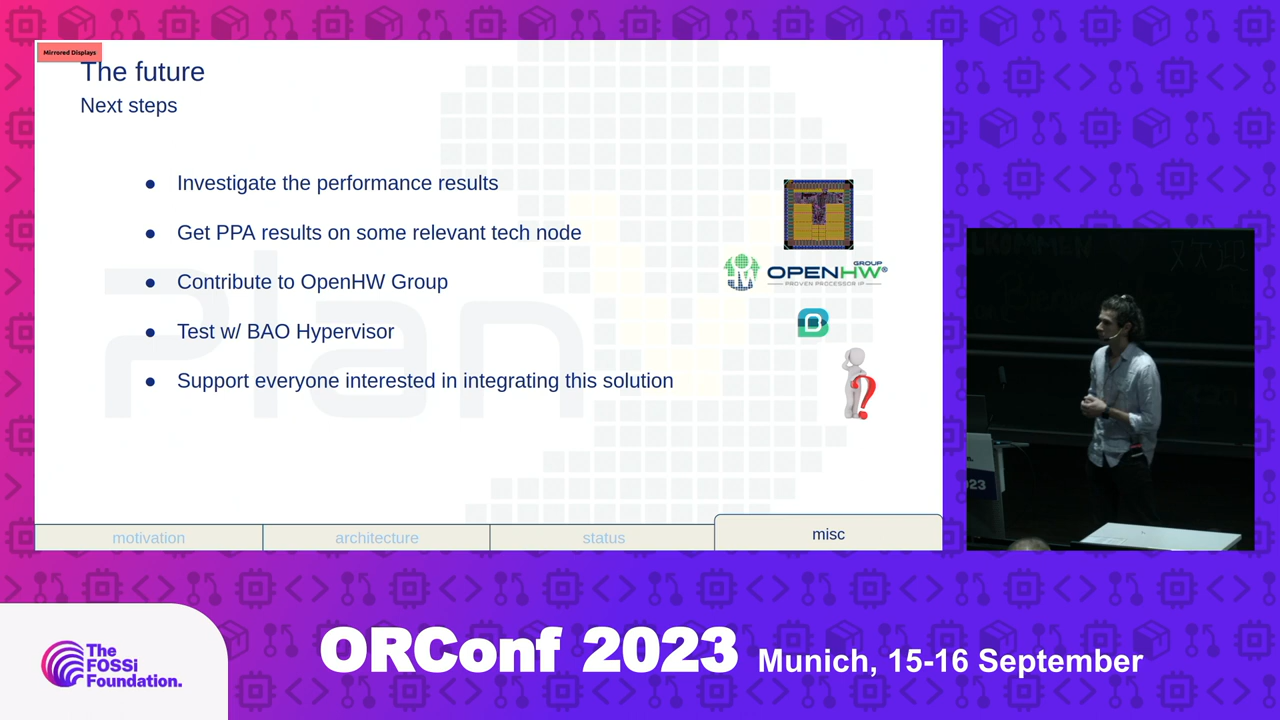 Mirrored Displays
The future
Next steps
● Investigate the performance results
● Get PPA results on some relevant tech node
● Contribute to OpenHW Group
● Test w/ BAO Hypervisor
● Support everyone interested in integrating this solution
GROUP
OPENHW®
PROVEN PROCESSOR IP
Plan
motivation
architecture
status
misc
23
The
FOSSi
Foundation.
ORConf 2023 Munich, 15-16 September